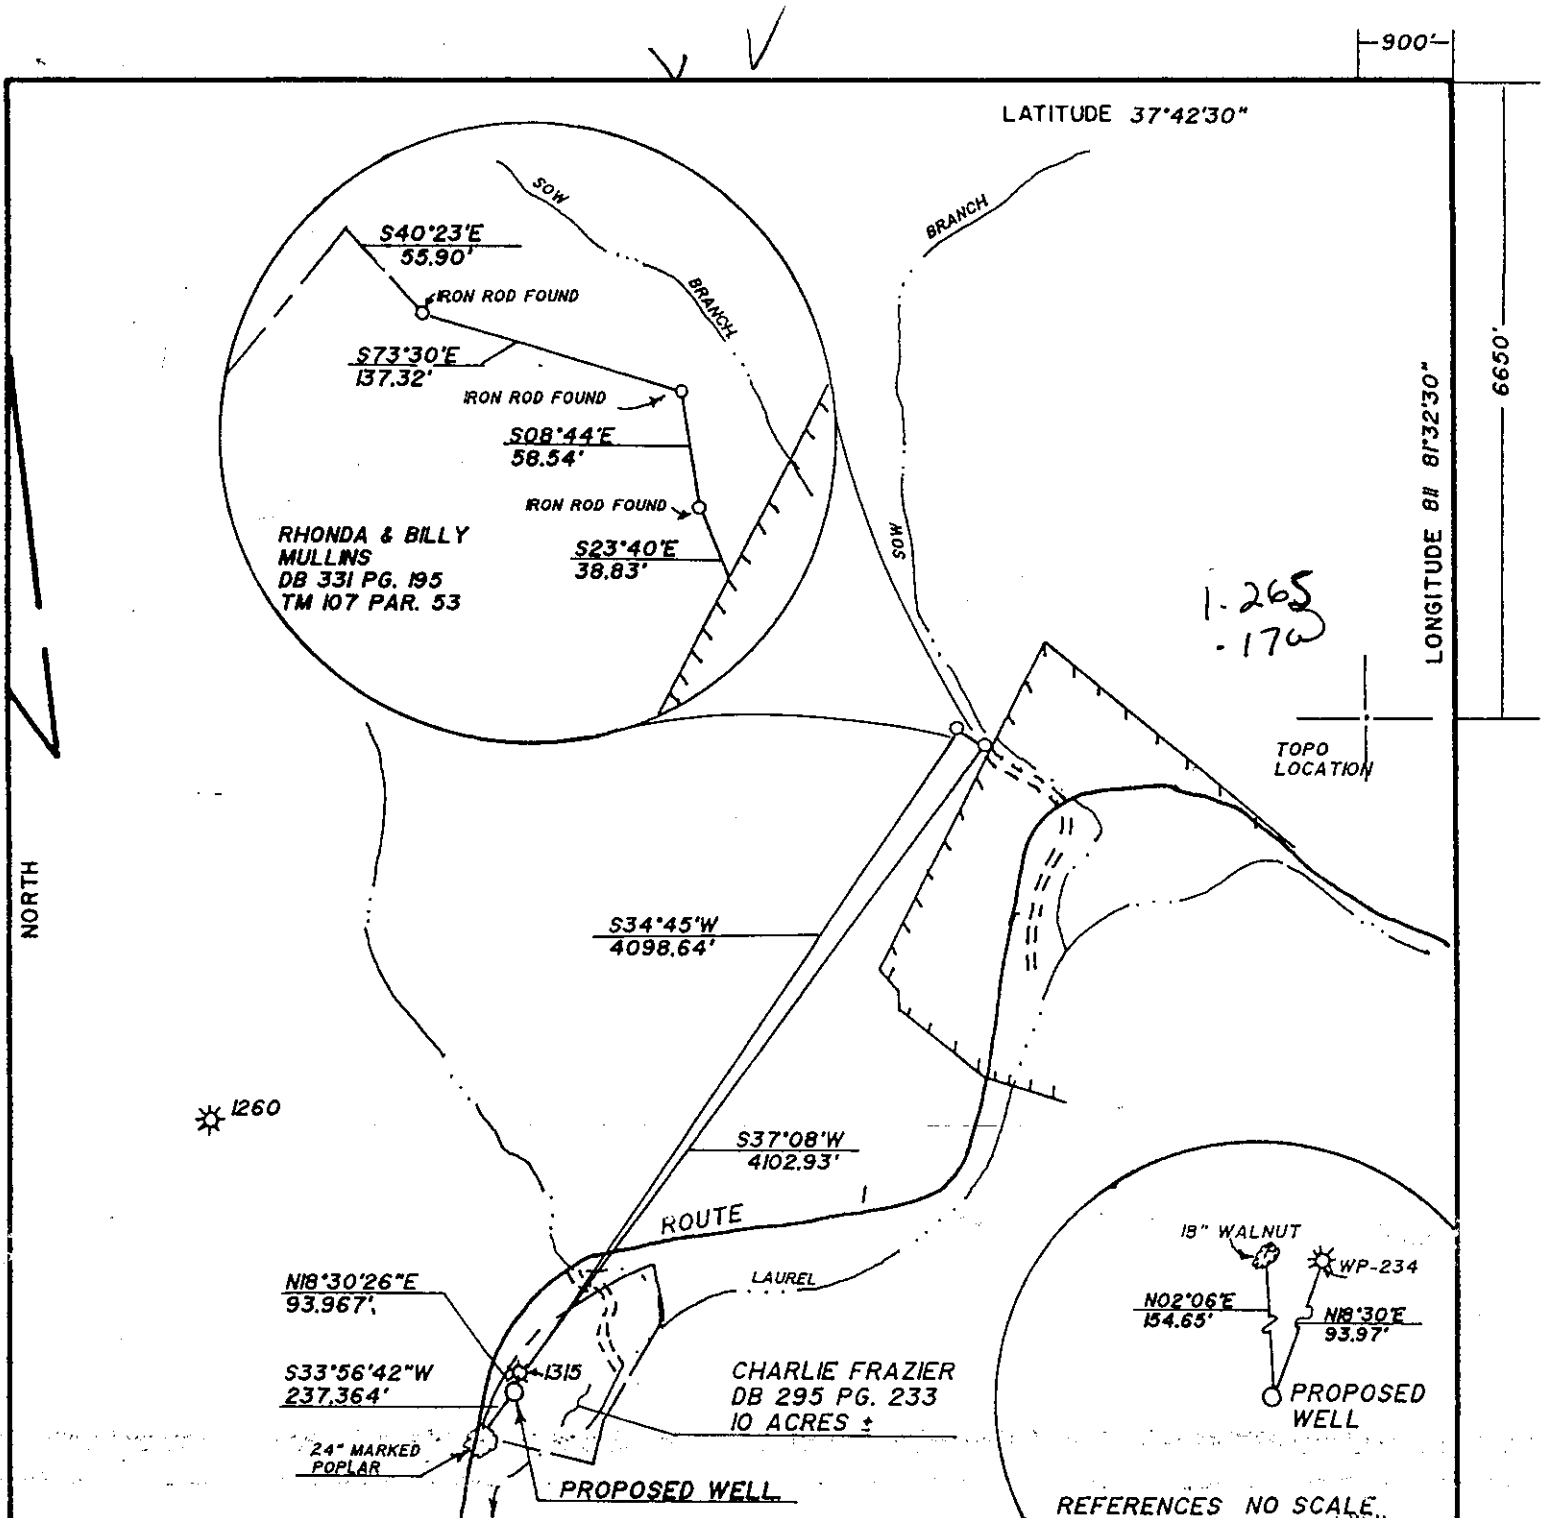 900'
LATITUDE 37°42'30"
SOW
BRANCH
S40°23'E
55.90'
IRON ROD FOUND
BRANCH
S73°30'E
137.32'
IRON ROD FOUND
S08°44'E
58.54'
IRON ROD FOUND
S23°40'E
38.83'
RHONDA & BILLY
MULLINS
DB 331 PG. 195
TM 107 PAR. 53
SOW
6650'
LONGITUDE 81°32'30"
1.26S
.17W
TOPO
LOCATION
NORTH
S34°45'W
4098.64'
1260
S37°08'W
4102.93'
ROUTE
LAUREL
N18°30'26"E
93.967'
1315
S33°56'42"W
237.364'
24" MARKED
POPLAR
PROPOSED WELL
CHARLIE FRAZIER
DB 295 PG. 233
10 ACRES ±
18" WALNUT
WP-234
N02°06'E
154.65'
N18°30'E
93.97'
PROPOSED
WELL
REFERENCES NO SCALE